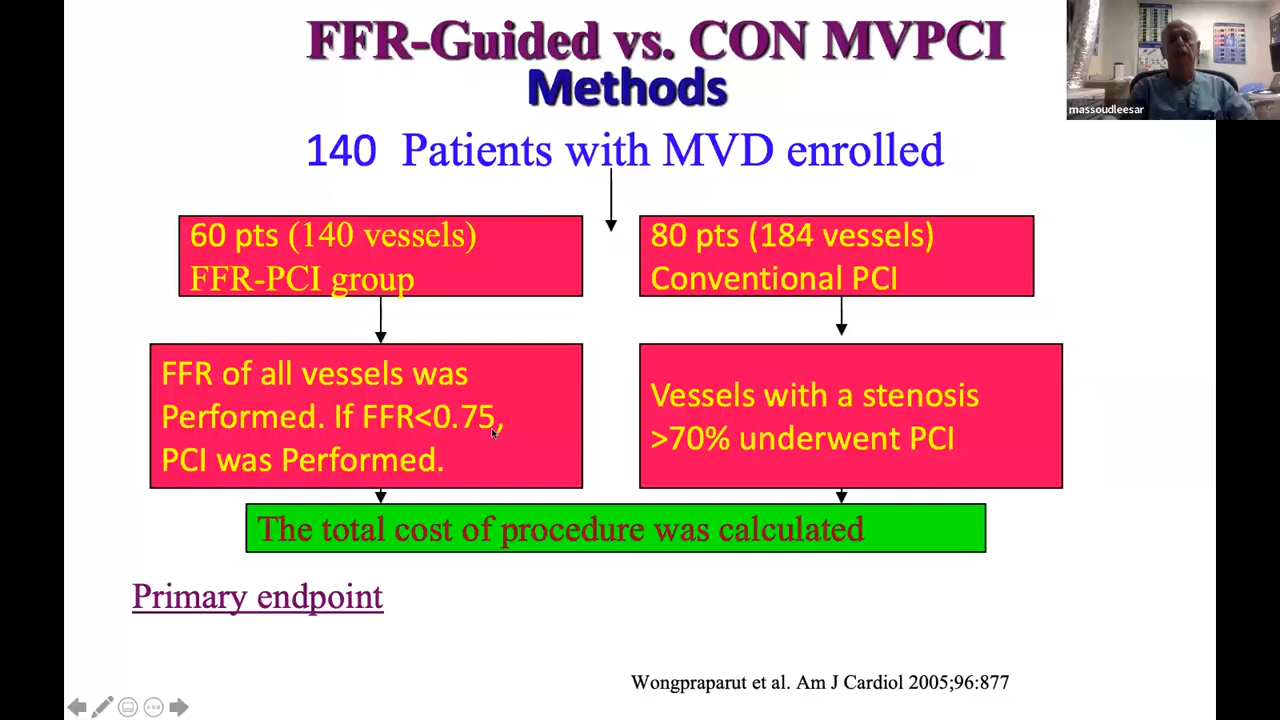 FFR-Guided vs. CON MVPCI
Methods
massoudleesar
140 Patients with MVD enrolled
60 pts (140 vessels)
FFR-PCI group
80 pts (184 vessels)
Conventional PCI
FFR of all vessels was
Performed. If FFR<0.75,
PCI was Performed.
Vessels with a stenosis
>70% underwent PCI
The total cost of procedure was calculated
Primary endpoint
Wongpraparut et al. Am J Cardiol 2005;96:877